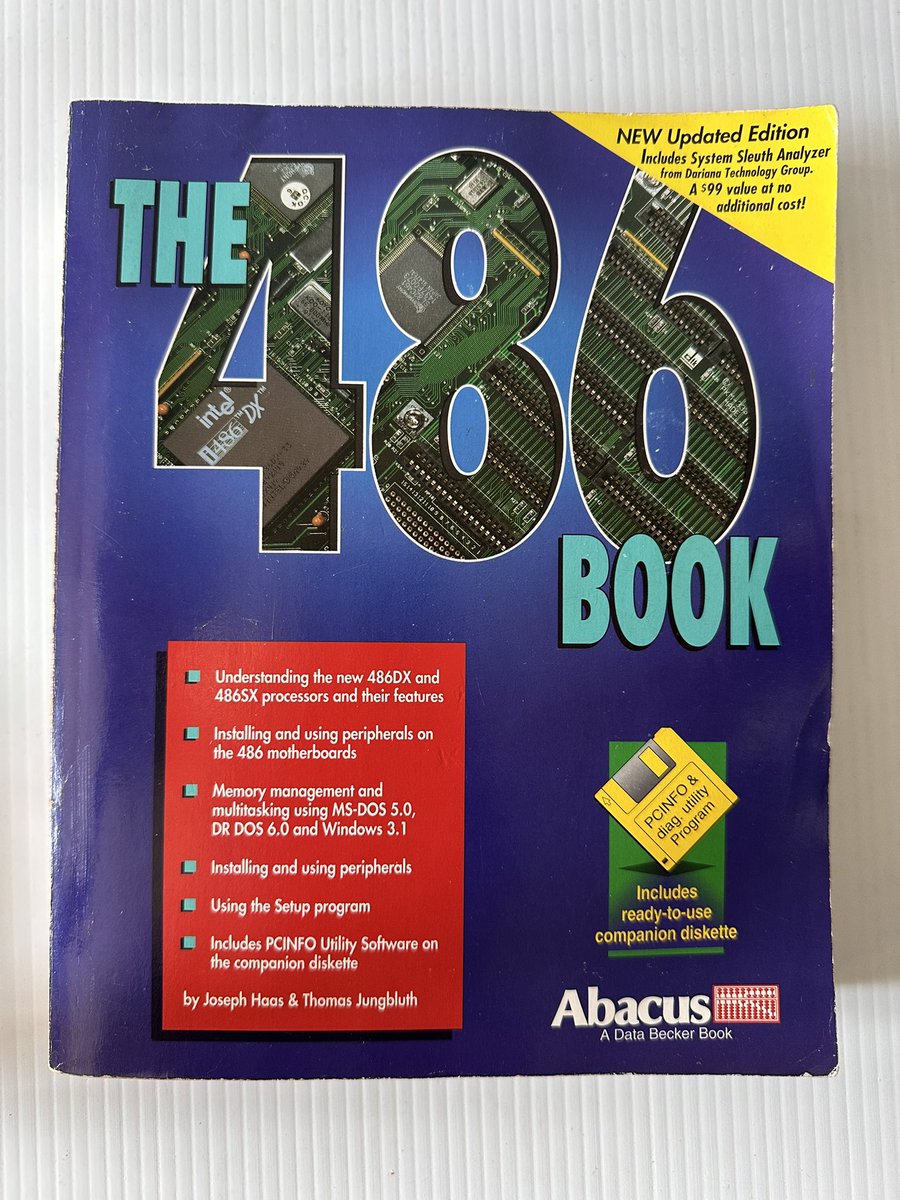 NEW Updated Edition
Includes System Sleuth Analyzer
from Dariana Technology Group.
A $99 value at no
additional cost!
THE
486
intel®
i486™ DX™
BOOK
Understanding the new 486DX and
486SX processors and their features
Installing and using peripherals on
the 486 motherboards
Memory management and
multitasking using MS-DOS 5.0,
DR DOS 6.0 and Windows 3.1
Installing and using peripherals
Using the Setup program
Includes PCINFO Utility Software on
the companion diskette
by Joseph Haas & Thomas Jungbluth
PCINFO &
diag. utility
Program
Includes
ready-to-use
companion diskette
Abacus
A Data Becker Book